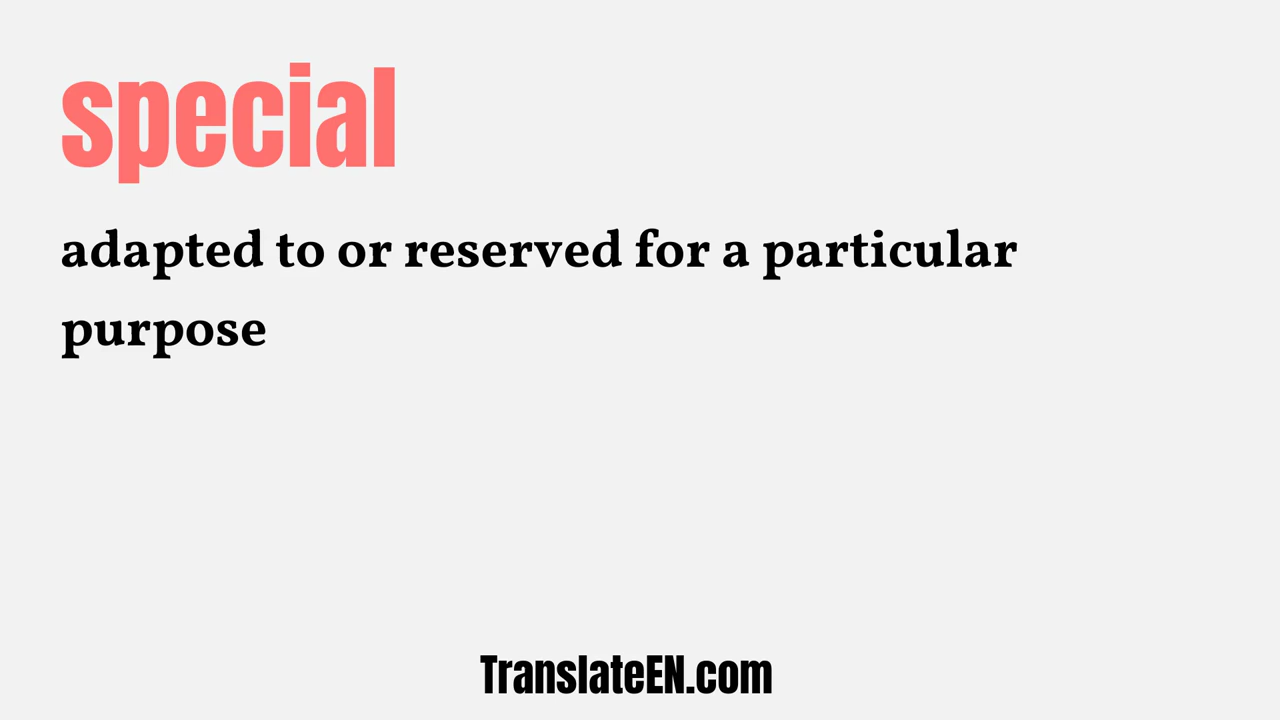 special
adapted to or reserved for a particular
purpose
TranslateEN.com